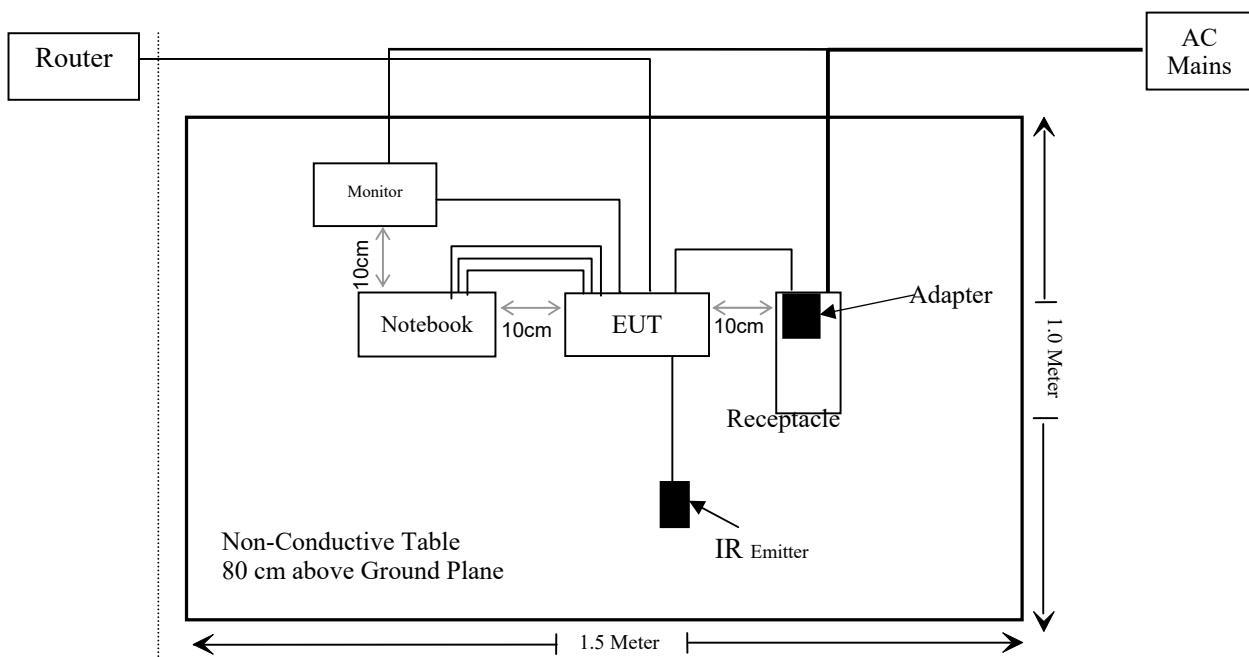 Router
AC
Mains
Monitor
10cm
Notebook
10cm
EUT
10cm
Adapter
Receptacle
1.0 Meter
IR Emitter
Non-Conductive Table
80 cm above Ground Plane
1.5 Meter